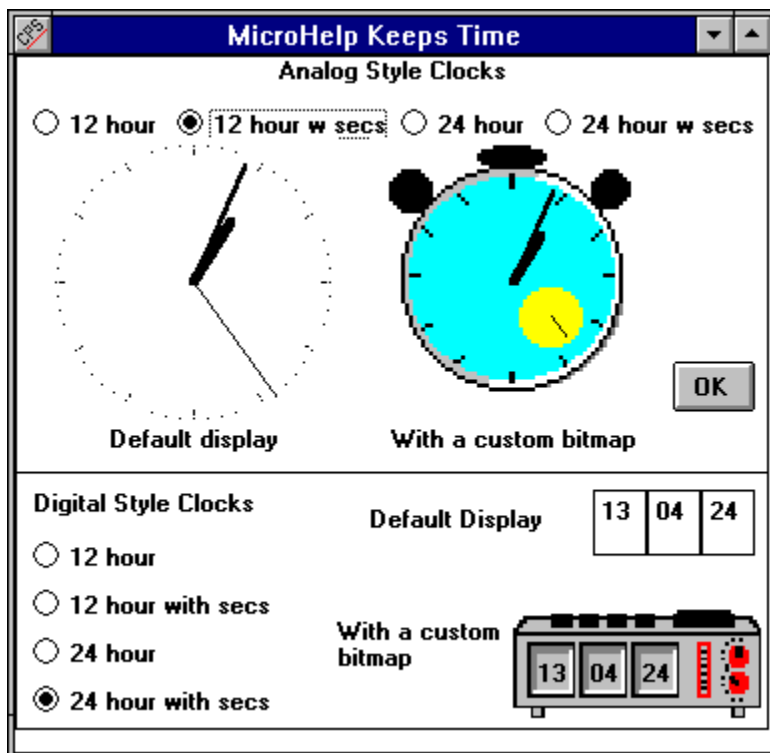 CPS
MicroHelp Keeps Time
Analog Style Clocks
12 hour 12 hour w secs 24 hour 24 hour w secs
OK
Default display With a custom bitmap
Digital Style Clocks
Default Display 13 04 24
12 hour
12 hour with secs
24 hour
24 hour with secs
With a custom
bitmap
13 04 24